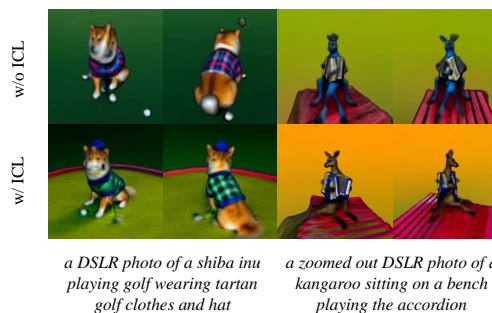 w/o ICL
w/ ICL
a DSLR photo of a shiba inu
playing golf wearing tartan
golf clothes and hat
a zoomed out DSLR photo of a
kangaroo sitting on a bench
playing the accordion